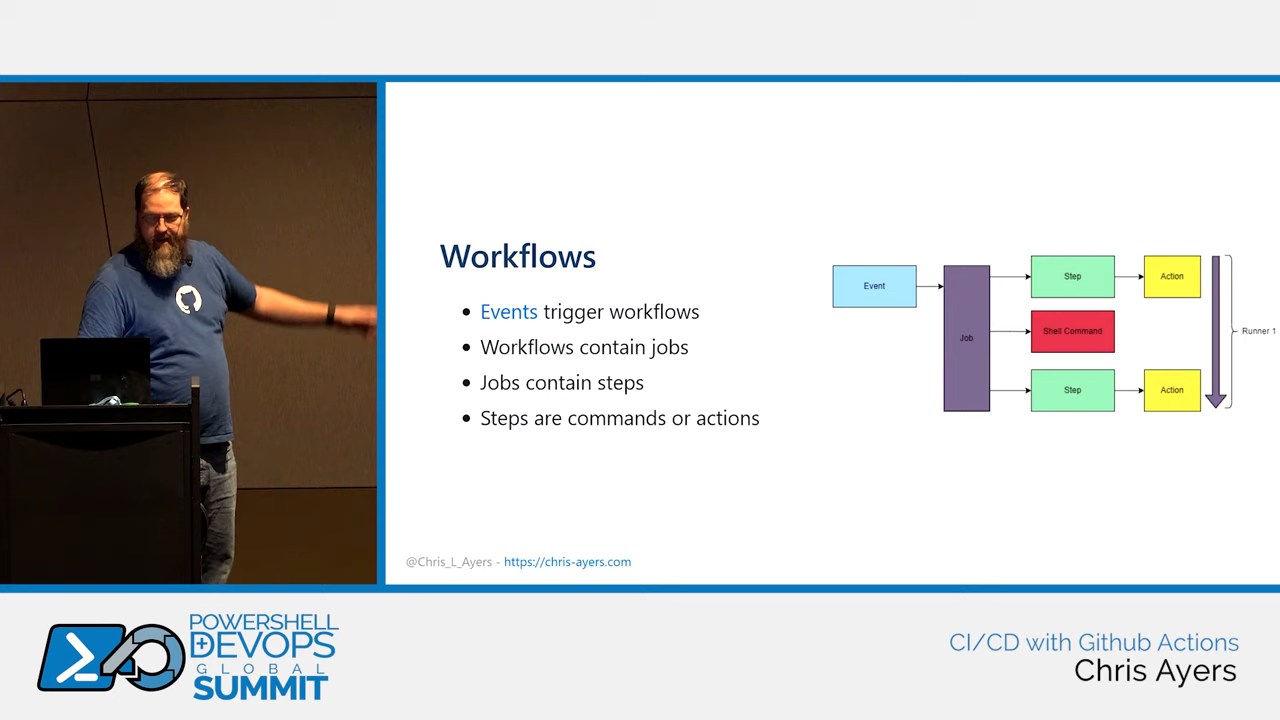 Workflows
Events trigger workflows
Workflows contain jobs
Jobs contain steps
Steps are commands or actions
Event
Job
Step
Action
Shell Command
Step
Action
Runner 1
@Chris_L_Ayers - https://chris-ayers.com
POWERSHELL
+DEVOPS
GLOBAL
SUMMIT
CI/CD with Github Actions
Chris Ayers